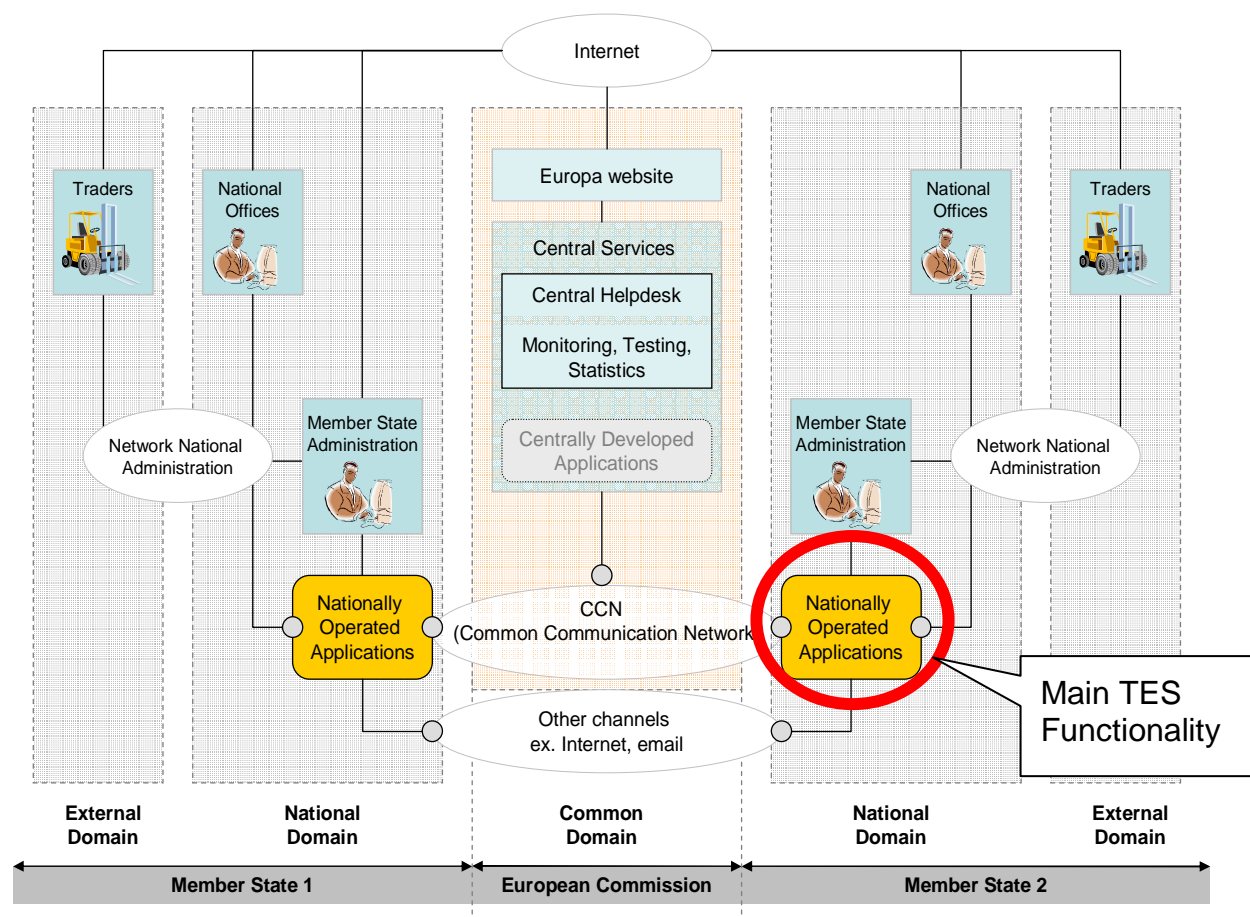 Internet
Traders
National
Offices
Europa website
National
Offices
Traders
Central Services
Central Helpdesk
Monitoring, Testing,
Statistics
Member State
Administration
Centrally Developed
Applications
Member State
Administration
Network National
Administration
Network National
Administration
Nationally
Operated
Applications
CCN
(Common Communication Network
Nationally
Operated
Applications
Main TES
Functionality
Other channels
ex. Internet, email
External
Domain
National
Domain
Common
Domain
National
Domain
External
Domain
Member State 1
European Commission
Member State 2